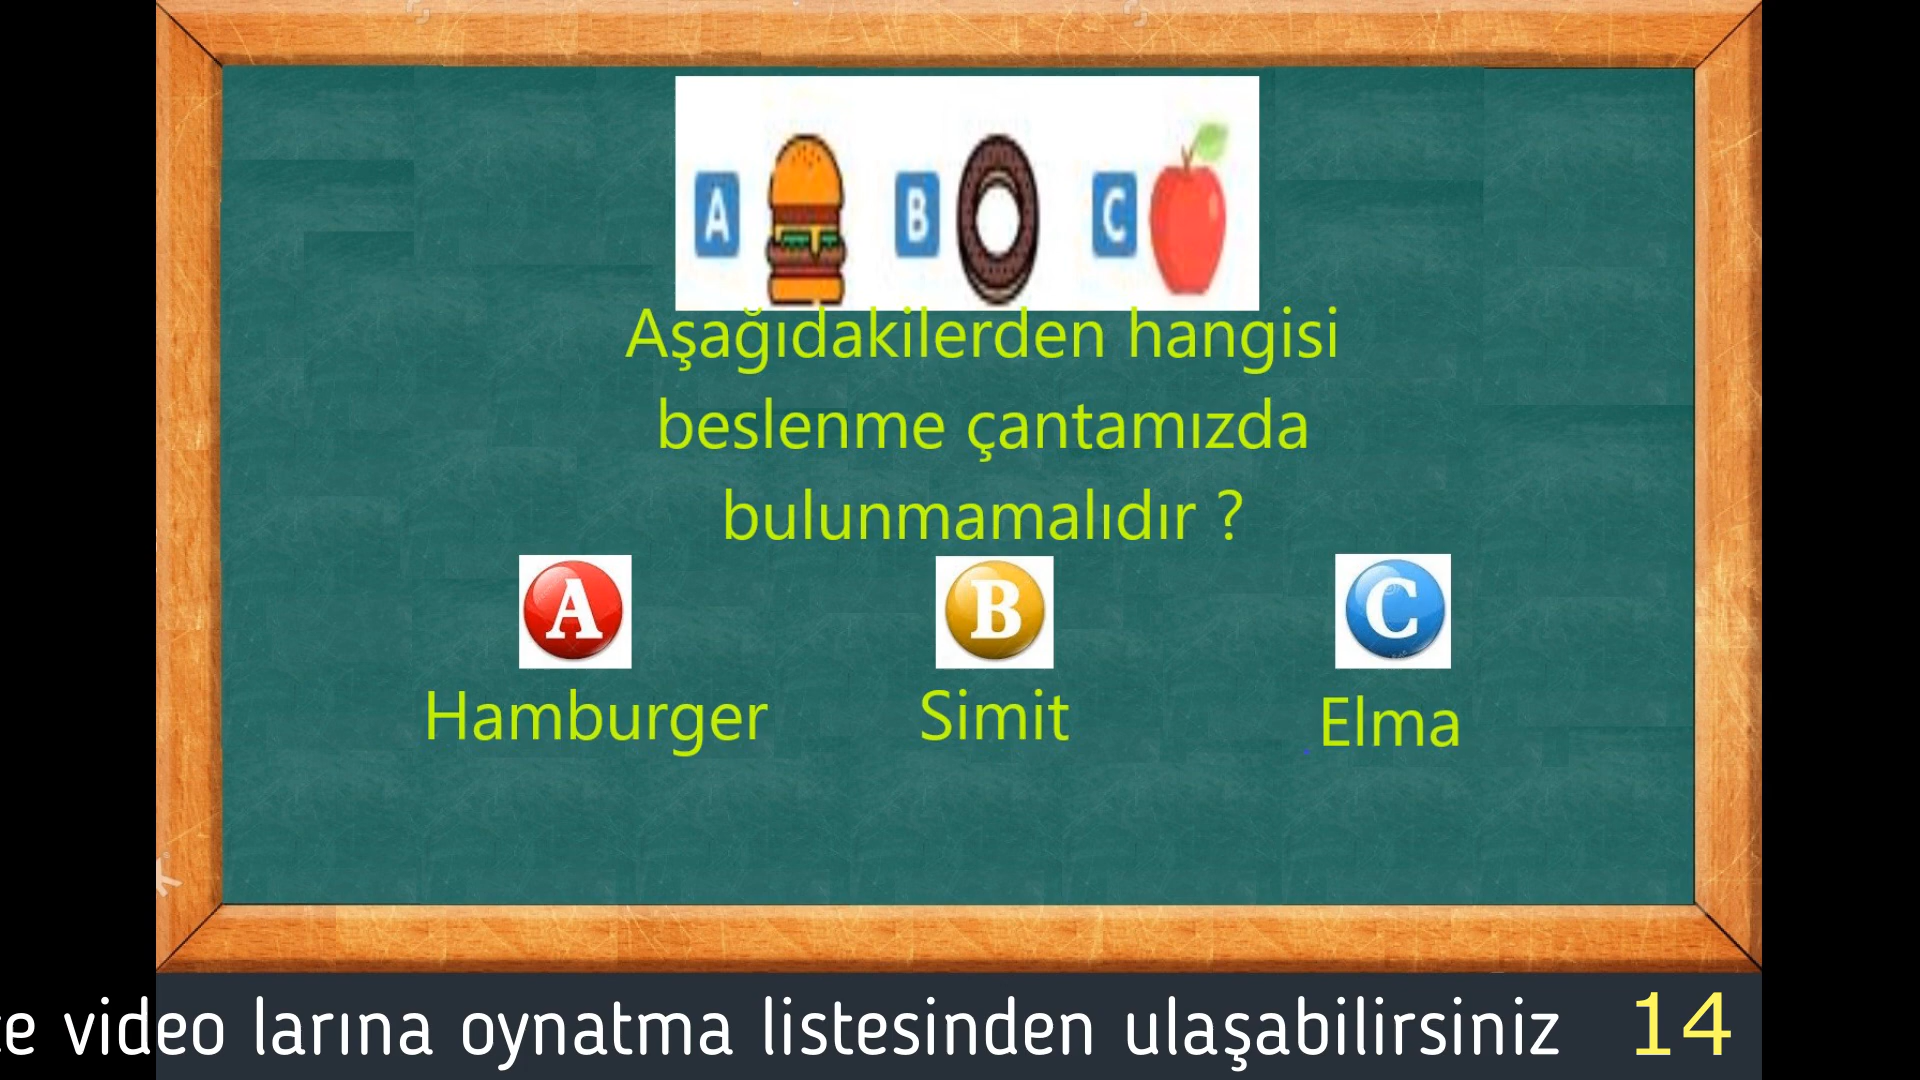 A B C
Aşağıdakilerden hangisi
beslenme çantamızda
bulunmamalıdır ?
A B C
Hamburger Simit Elma
video larına oynatma listesinden ulaşabilirsiniz 14